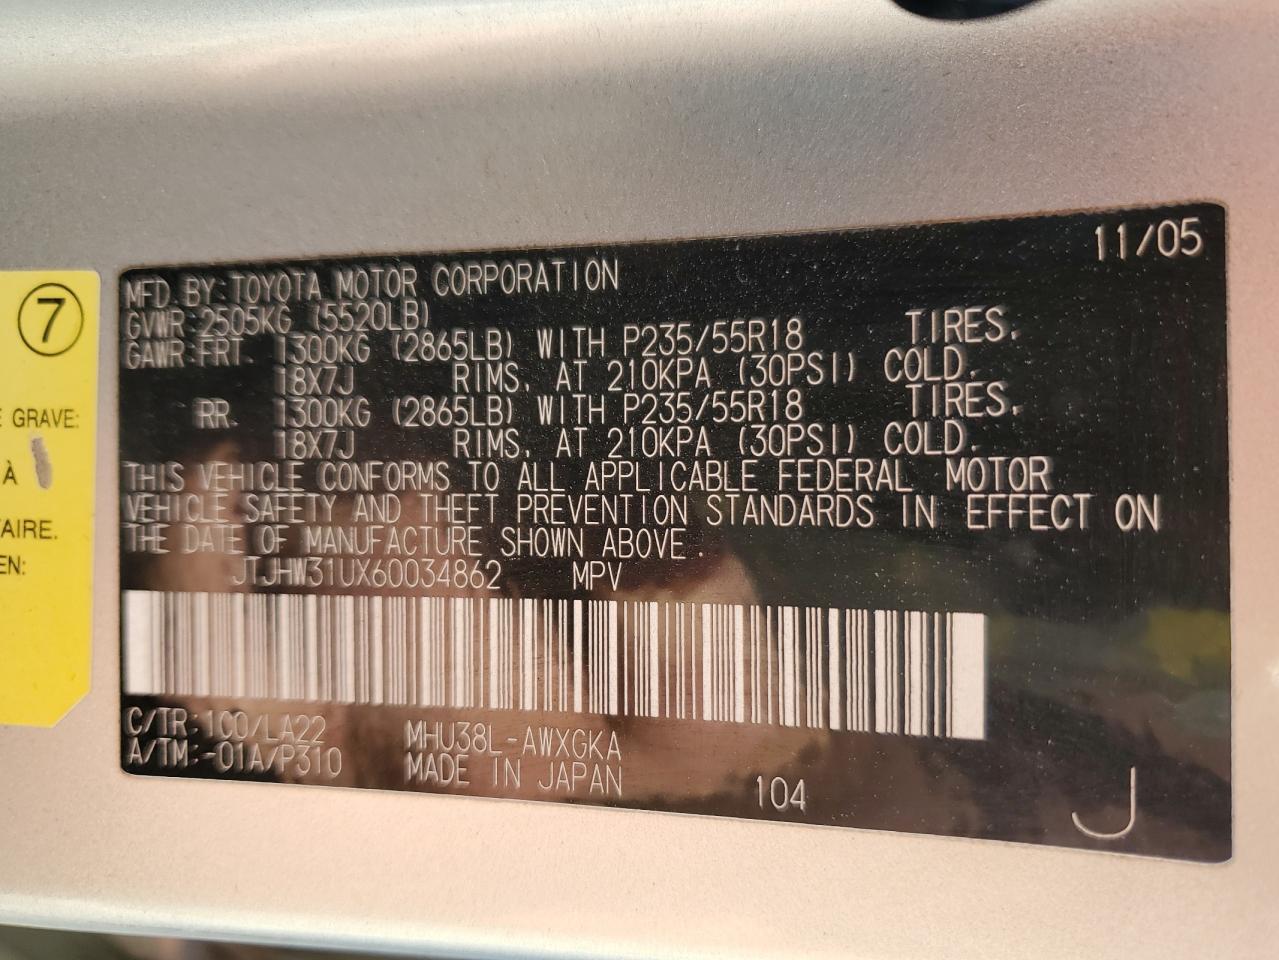 11/05
MFD. BY: TOYOTA MOTOR CORPORATION
GVWR: 2505KG (5520LB)
GAWR: FRT. 1300KG (2865LB) WITH P235/55R18 TIRES,
18X7J RIMS, AT 210KPA (30PSI) COLD.
RR. 1300KG (2865LB) WITH P235/55R18 TIRES,
18X7J RIMS, AT 210KPA (30PSI) COLD.
THIS VEHICLE CONFORMS TO ALL APPLICABLE FEDERAL MOTOR
VEHICLE SAFETY AND THEFT PREVENTION STANDARDS IN EFFECT ON
THE DATE OF MANUFACTURE SHOWN ABOVE.
JTJHW31UX60034862 MPV
C/TR: 1C0/LA22 MHU38L-AWXGKA
A/TM: -01A/P310 MADE IN JAPAN
104 J
7
E GRAVE:
À
TAIRE.
EN: